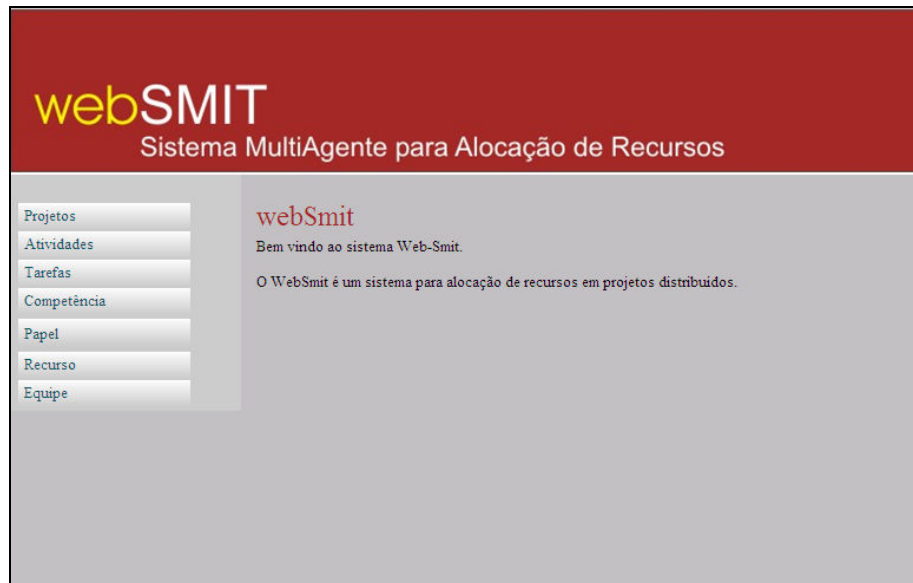 webSMIT
Sistema MultiAgente para Alocação de Recursos
Projetos
Atividades
Tarefas
Competência
Papel
Recurso
Equipe
webSmit
Bem vindo ao sistema Web-Smit.
O WebSmit é um sistema para alocação de recursos em projetos distribuidos.